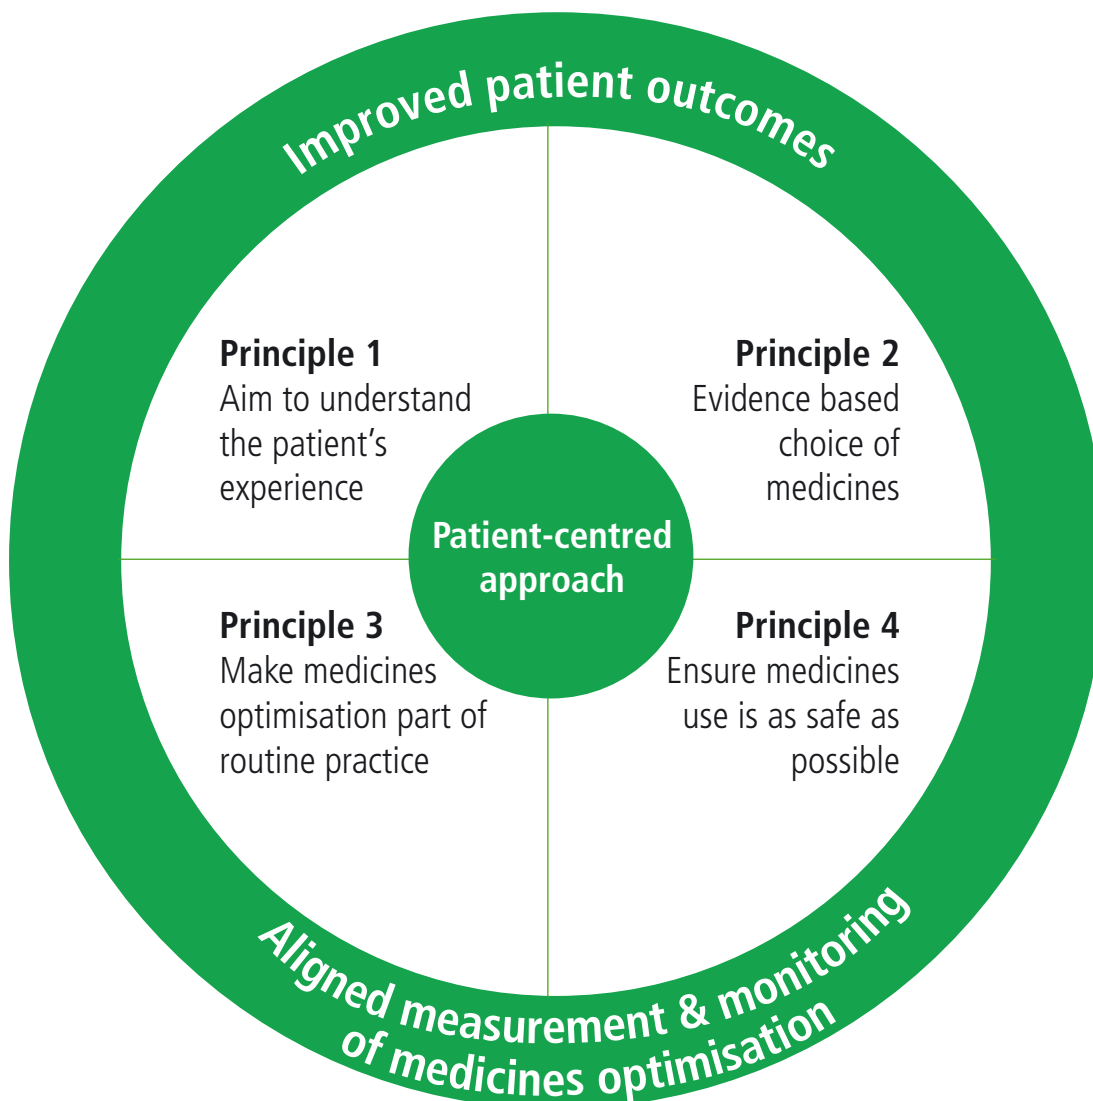 Improved patient outcomes
Principle 1
Aim to understand
the patient's
experience
Principle 2
Evidence based
choice of
medicines
Patient-centred
approach
Principle 3
Make medicines
optimisation part of
routine practice
Principle 4
Ensure medicines
use is as safe as
possible
Aligned measurement & monitoring
of medicines optimisation